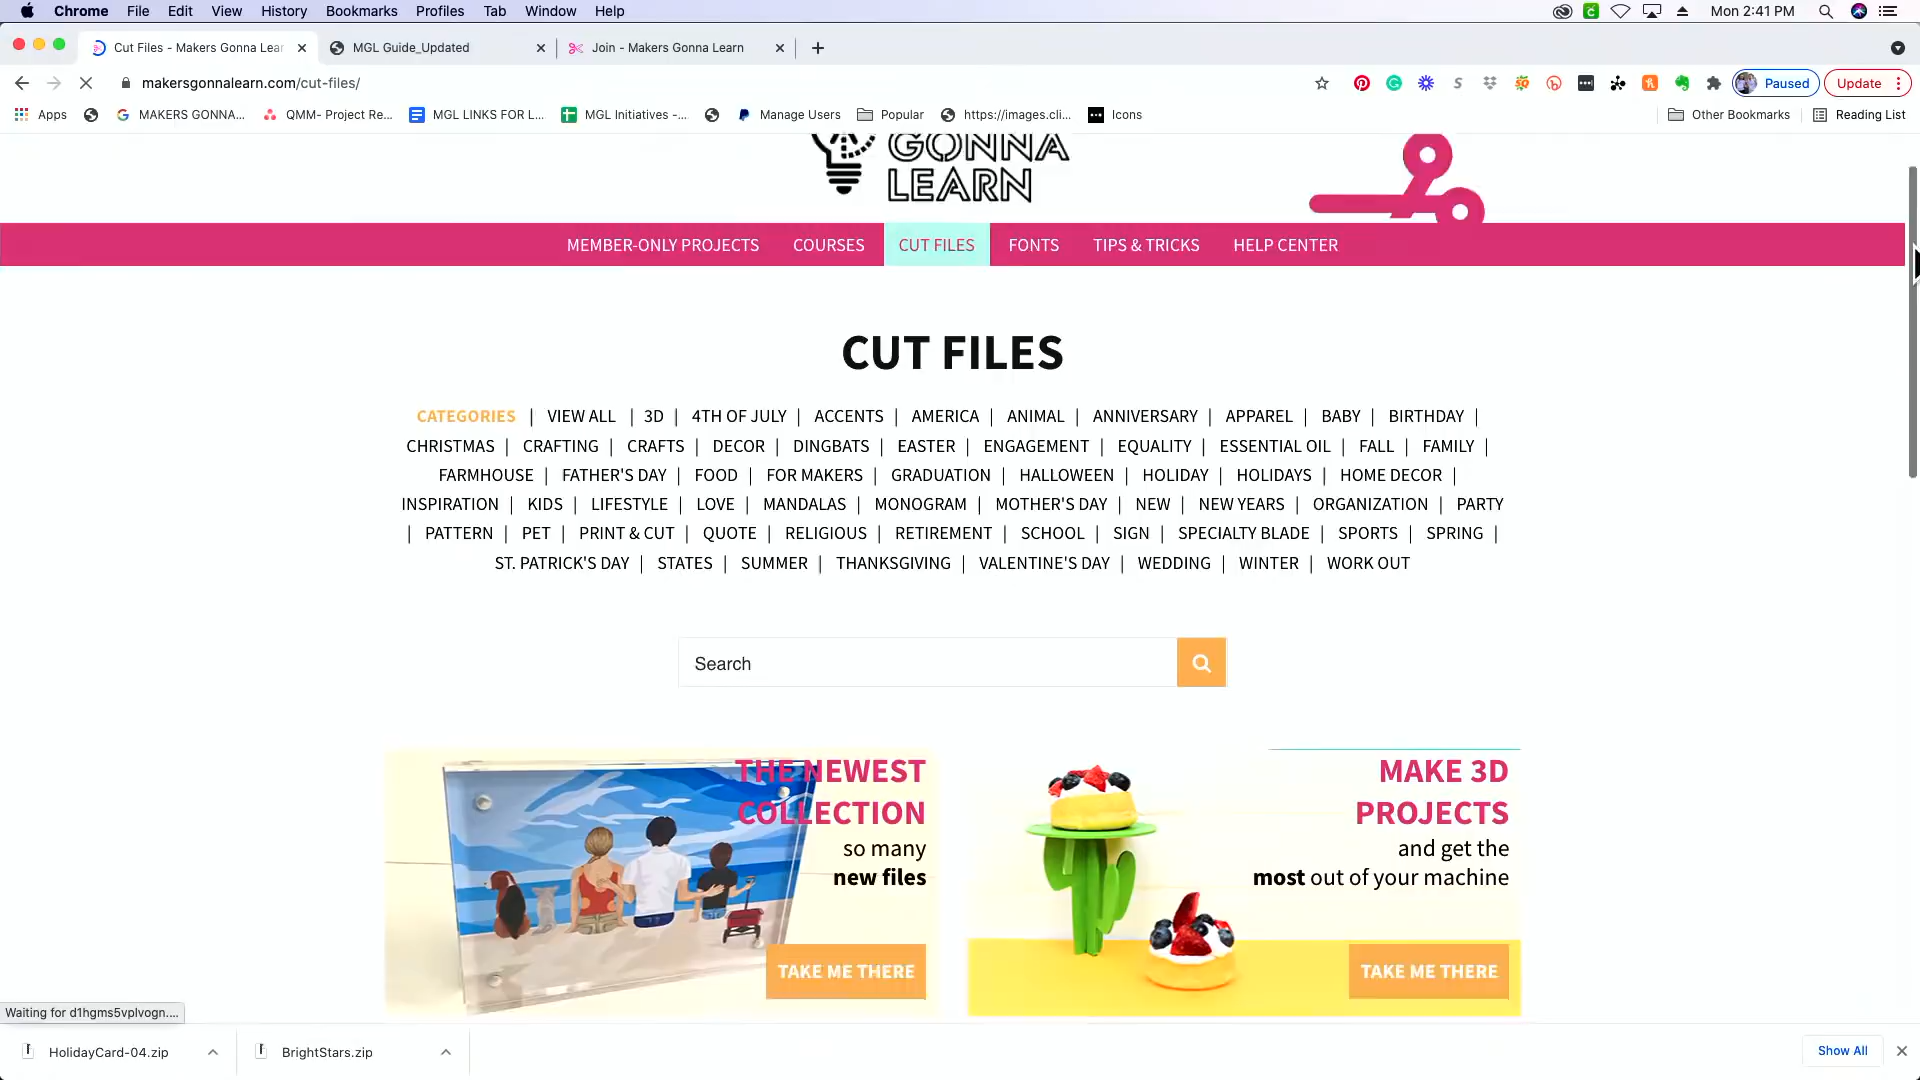 Chrome File Edit View History Bookmarks Profiles Tab Window Help Mon 2:41 PM
Cut Files - Makers Gonna Lear MGL Guide_Updated Join - Makers Gonna Learn
makersgonnalearn.com/cut-files/ Paused Update
Apps MAKERS GONNA... QMM- Project Re... MGL LINKS FOR L... MGL Initiatives -... Manage Users Popular https://images.cli... Icons Other Bookmarks Reading List
GONNA
LEARN
MEMBER-ONLY PROJECTS COURSES CUT FILES FONTS TIPS & TRICKS HELP CENTER
CUT FILES
CATEGORIES | VIEW ALL | 3D | 4TH OF JULY | ACCENTS | AMERICA | ANIMAL | ANNIVERSARY | APPAREL | BABY | BIRTHDAY |
CHRISTMAS | CRAFTING | CRAFTS | DECOR | DINGBATS | EASTER | ENGAGEMENT | EQUALITY | ESSENTIAL OIL | FALL | FAMILY |
FARMHOUSE | FATHER'S DAY | FOOD | FOR MAKERS | GRADUATION | HALLOWEEN | HOLIDAY | HOLIDAYS | HOME DECOR |
INSPIRATION | KIDS | LIFESTYLE | LOVE | MANDALAS | MONOGRAM | MOTHER'S DAY | NEW | NEW YEARS | ORGANIZATION | PARTY
| PATTERN | PET | PRINT & CUT | QUOTE | RELIGIOUS | RETIREMENT | SCHOOL | SIGN | SPECIALTY BLADE | SPORTS | SPRING |
ST. PATRICK'S DAY | STATES | SUMMER | THANKSGIVING | VALENTINE'S DAY | WEDDING | WINTER | WORK OUT
Search
THE NEWEST
COLLECTION
so many
new files
TAKE ME THERE
MAKE 3D
PROJECTS
and get the
most out of your machine
TAKE ME THERE
Waiting for d1hgms5vplvogn....
HolidayCard-04.zip BrightStars.zip Show All